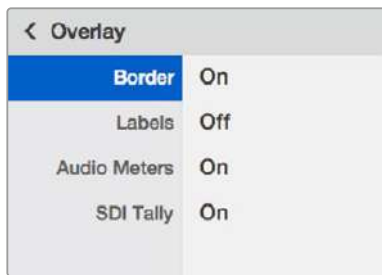 < Overlay
Border On
Labels Off
Audio Meters On
SDI Tally On